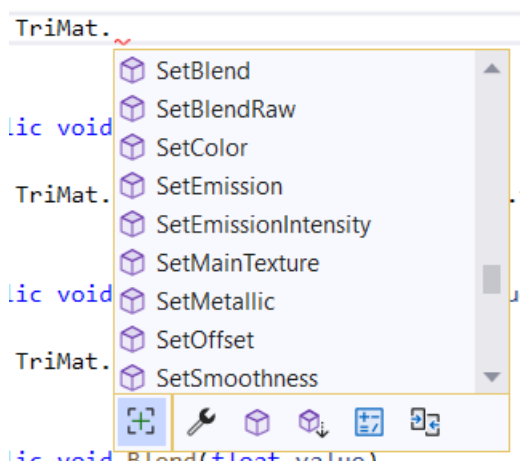 TriMat.
SetBlend
SetBlendRaw
lic void
SetColor
TriMat.
SetEmission
SetEmissionIntensity
SetMainTexture
lic void
SetMetallic
SetOffset
TriMat.
SetSmoothness
lic void Blend(float value)